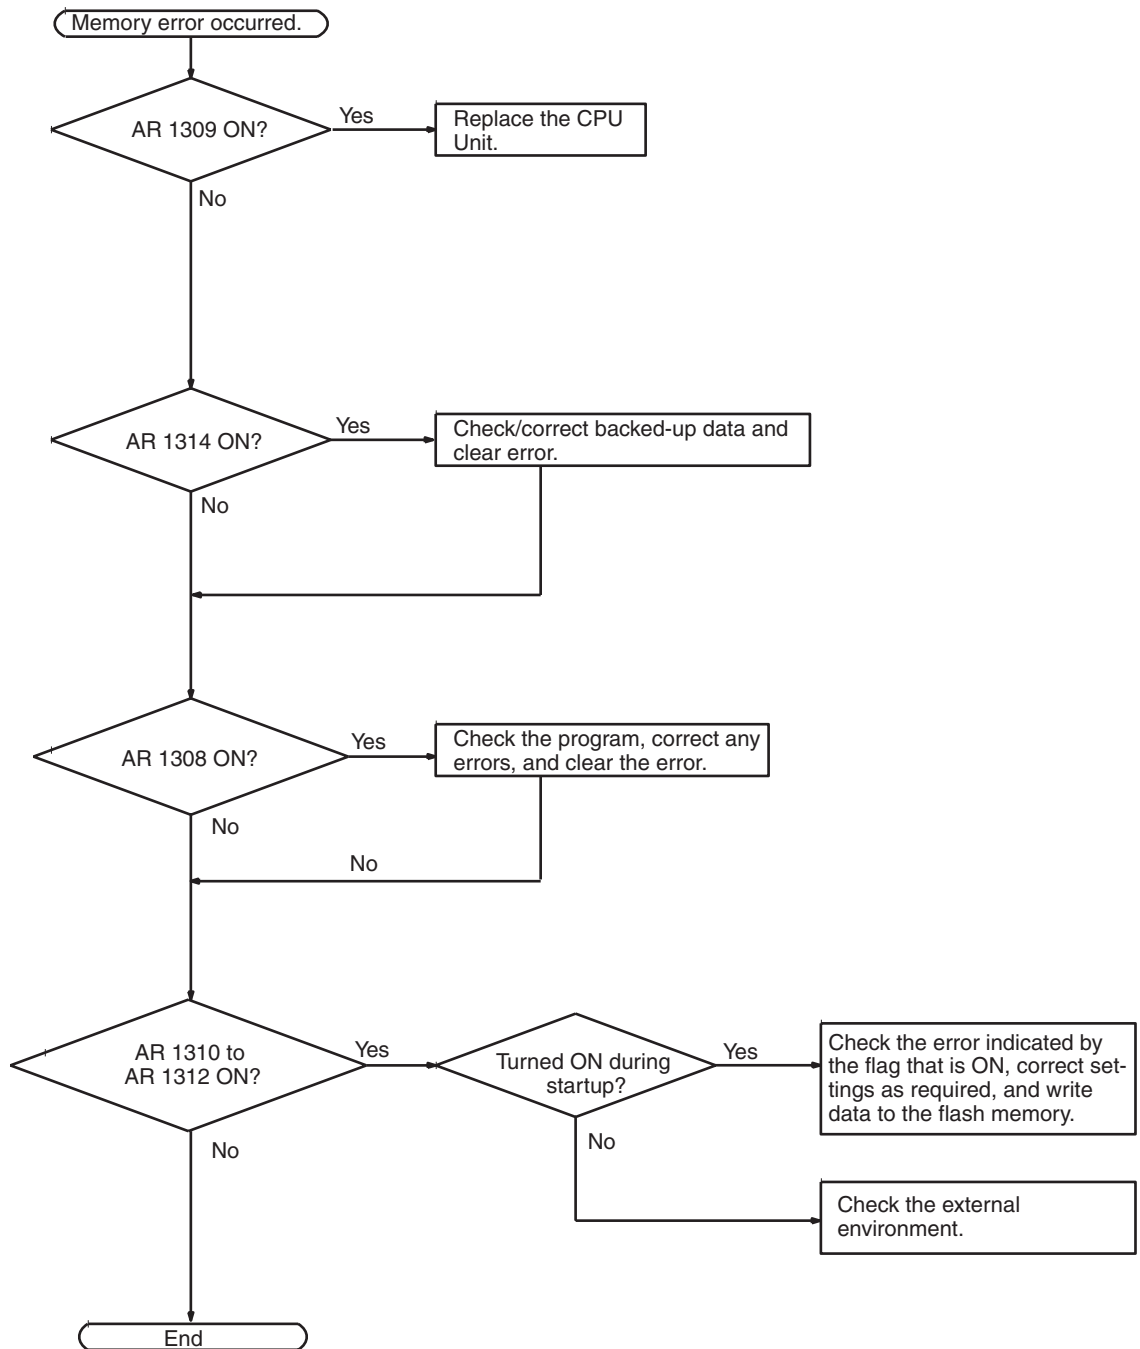 Memory error occurred.
AR 1309 ON?
Yes
Replace the CPU
Unit.
No
AR 1314 ON?
Yes
Check/correct backed-up data and
clear error.
No
AR 1308 ON?
Yes
Check the program, correct any
errors, and clear the error.
No
No
AR 1310 to
AR 1312 ON?
Yes
Turned ON during
startup?
Yes
Check the error indicated by
the flag that is ON, correct set-
tings as required, and write
data to the flash memory.
No
No
Check the external
environment.
End